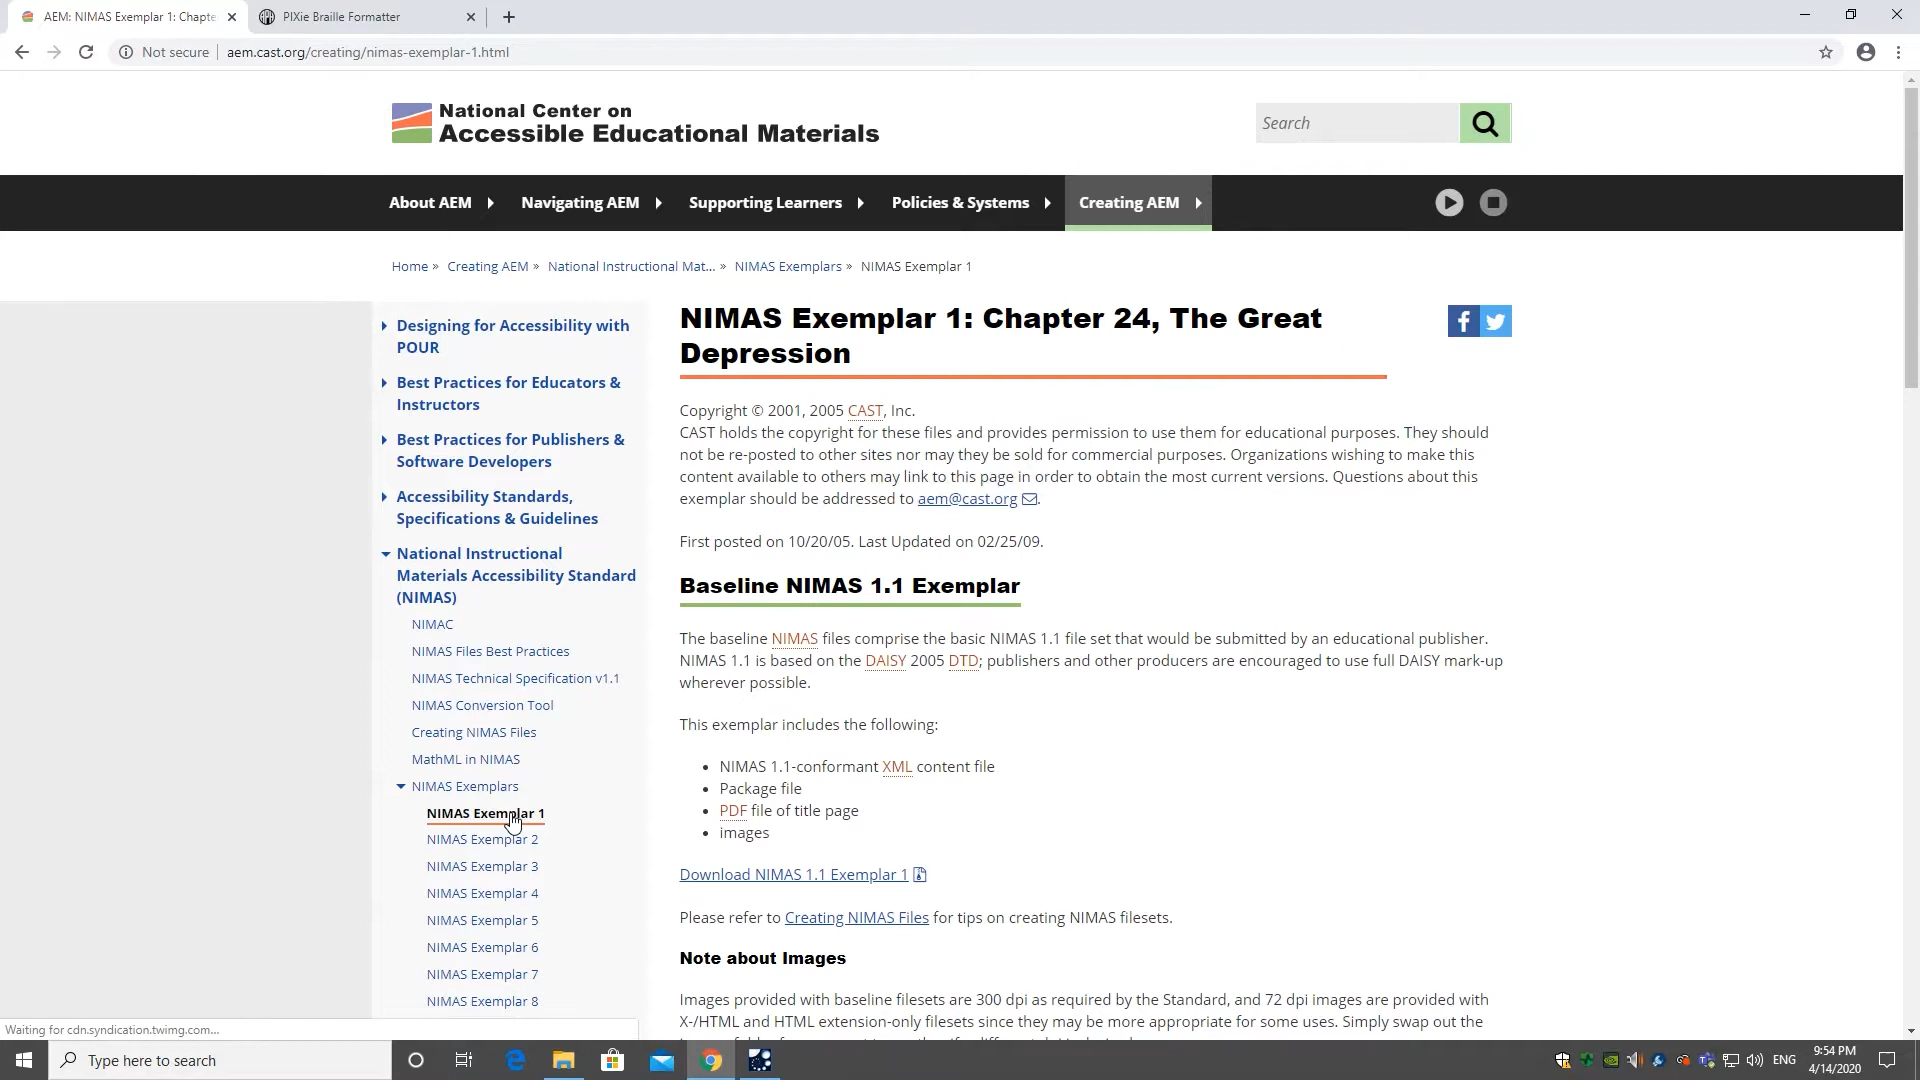 AEM: NIMAS Exemplar 1: Chapte
PIXie Braille Formatter
Not secure
aem.cast.org/creating/nimas-exemplar-1.html
National Center on
Accessible Educational Materials
Search
About AEM
Navigating AEM
Supporting Learners
Policies & Systems
Creating AEM
Home »
Creating AEM »
National Instructional Mat... »
NIMAS Exemplars »
NIMAS Exemplar 1
Designing for Accessibility with
POUR
Best Practices for Educators &
Instructors
Best Practices for Publishers &
Software Developers
Accessibility Standards,
Specifications & Guidelines
National Instructional
Materials Accessibility Standard
(NIMAS)
NIMAC
NIMAS Files Best Practices
NIMAS Technical Specification v1.1
NIMAS Conversion Tool
Creating NIMAS Files
MathML in NIMAS
NIMAS Exemplars
NIMAS Exemplar 1
NIMAS Exemplar 2
NIMAS Exemplar 3
NIMAS Exemplar 4
NIMAS Exemplar 5
NIMAS Exemplar 6
NIMAS Exemplar 7
NIMAS Exemplar 8
NIMAS Exemplar 1: Chapter 24, The Great
Depression
Copyright © 2001, 2005 CAST, Inc.
CAST holds the copyright for these files and provides permission to use them for educational purposes. They should
not be re-posted to other sites nor may they be sold for commercial purposes. Organizations wishing to make this
content available to others may link to this page in order to obtain the most current versions. Questions about this
exemplar should be addressed to aem@cast.org.
First posted on 10/20/05. Last Updated on 02/25/09.
Baseline NIMAS 1.1 Exemplar
The baseline NIMAS files comprise the basic NIMAS 1.1 file set that would be submitted by an educational publisher.
NIMAS 1.1 is based on the DAISY 2005 DTD; publishers and other producers are encouraged to use full DAISY mark-up
wherever possible.
This exemplar includes the following:
• NIMAS 1.1-conformant XML content file
• Package file
• PDF file of title page
• images
Download NIMAS 1.1 Exemplar 1
Please refer to Creating NIMAS Files for tips on creating NIMAS filesets.
Note about Images
Images provided with baseline filesets are 300 dpi as required by the Standard, and 72 dpi images are provided with
X-/HTML and HTML extension-only filesets since they may be more appropriate for some uses. Simply swap out the
Waiting for cdn.syndication.twimg.com...
Type here to search
ENG
9:54 PM
4/14/2020